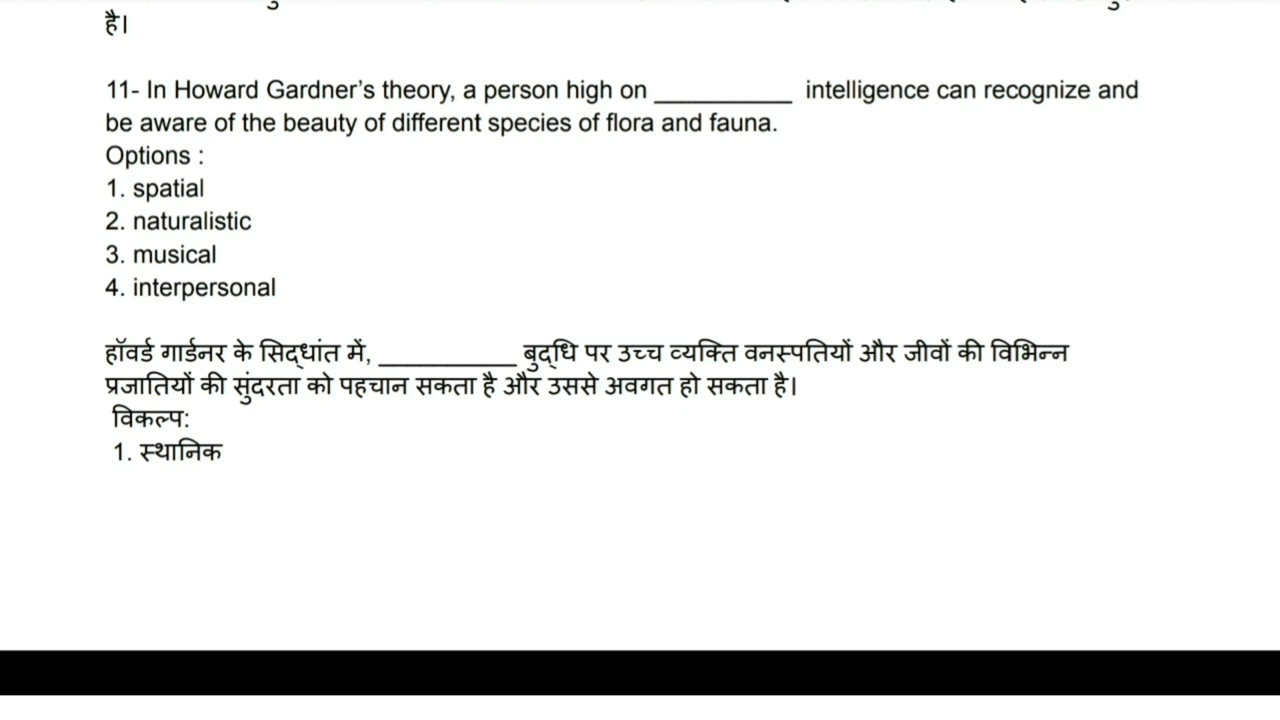 है।
11- In Howard Gardner’s theory, a person high on __________ intelligence can recognize and
be aware of the beauty of different species of flora and fauna.
Options :
1. spatial
2. naturalistic
3. musical
4. interpersonal
हॉवर्ड गार्डनर के सिद्धांत में, __________ बुद्धि पर उच्च व्यक्ति वनस्पतियों और जीवों की विभिन्न
प्रजातियों की सुंदरता को पहचान सकता है और उससे अवगत हो सकता है।
विकल्प:
1. स्थानिक